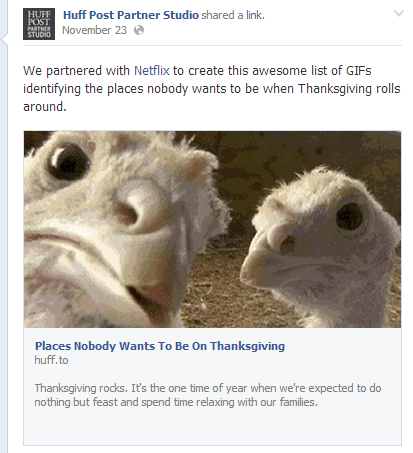 HUFF
POST
PARTNER
STUDIO
Huff Post Partner Studio shared a link.
November 23
We partnered with Netflix to create this awesome list of GIFs
identifying the places nobody wants to be when Thanksgiving rolls
around.
Places Nobody Wants To Be On Thanksgiving
huff.to
Thanksgiving rocks. It's the one time of year when we're expected to do
nothing but feast and spend time relaxing with our families.